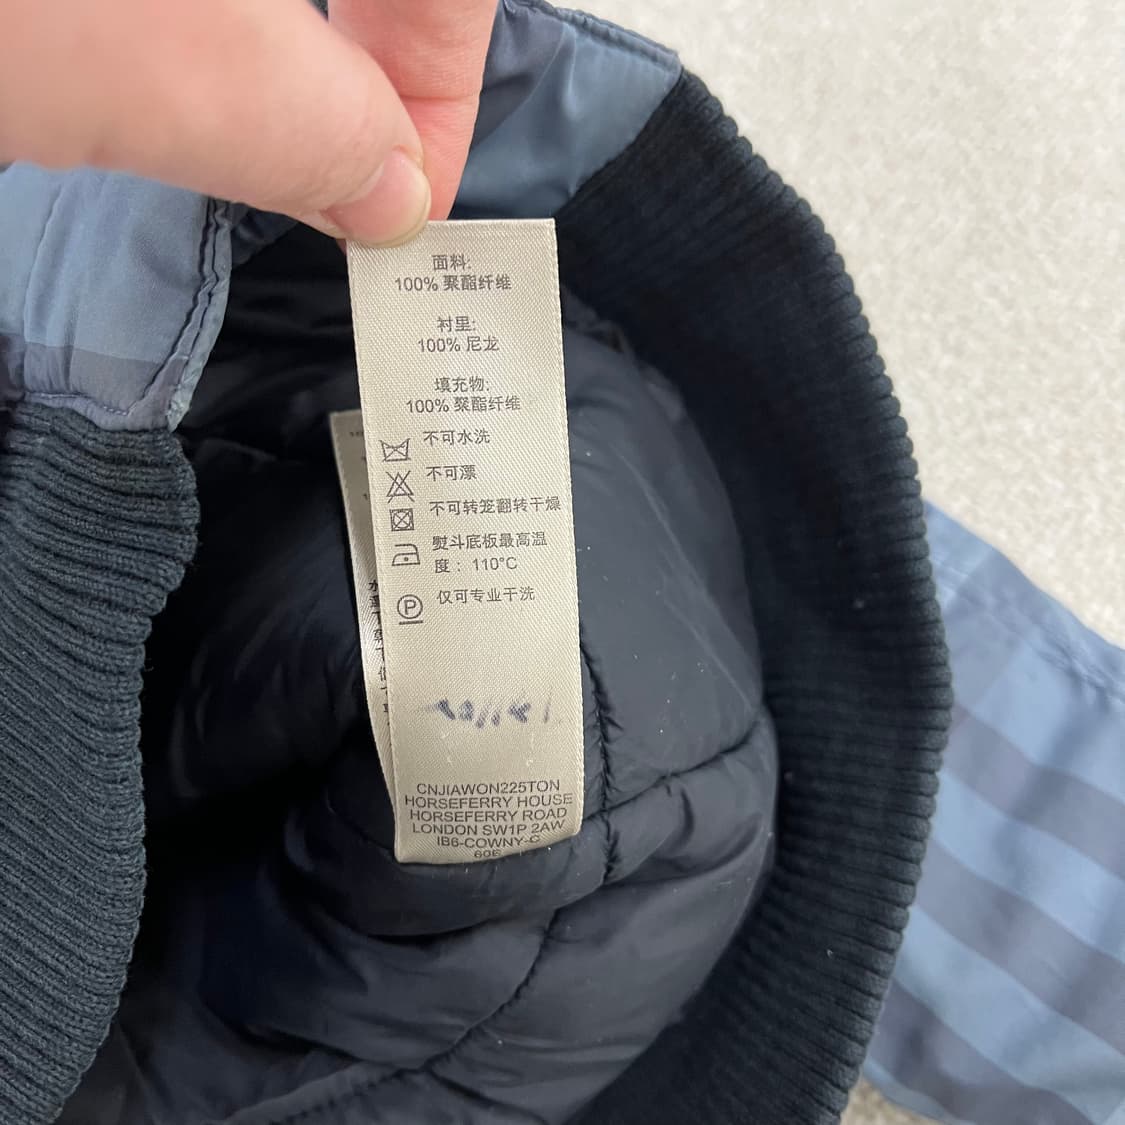 面料:
100% 聚酯纤维
衬里:
100% 尼龙
填充物:
100% 聚酯纤维
不可水洗
不可漂
不可转笼翻转干燥
熨斗底板最高温
度：110°C
P
仅可专业干洗
CNJIAWON225TON
HORSEFERRY HOUSE
HORSEFERRY ROAD
LONDON SW1P 2AW
IB6-COWNY-C